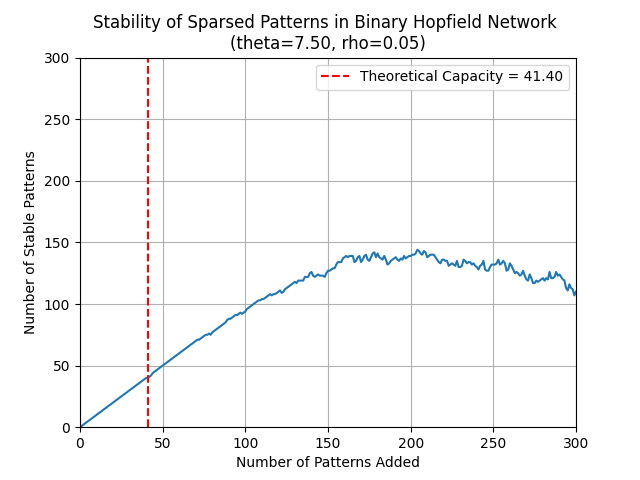 Stability of Sparsed Patterns in Binary Hopfield Network
(theta=7.50, rho=0.05)
Theoretical Capacity = 41.40
Number of Stable Patterns
300
250
200
150
100
50
0
0 50 100 150 200 250 300
Number of Patterns Added